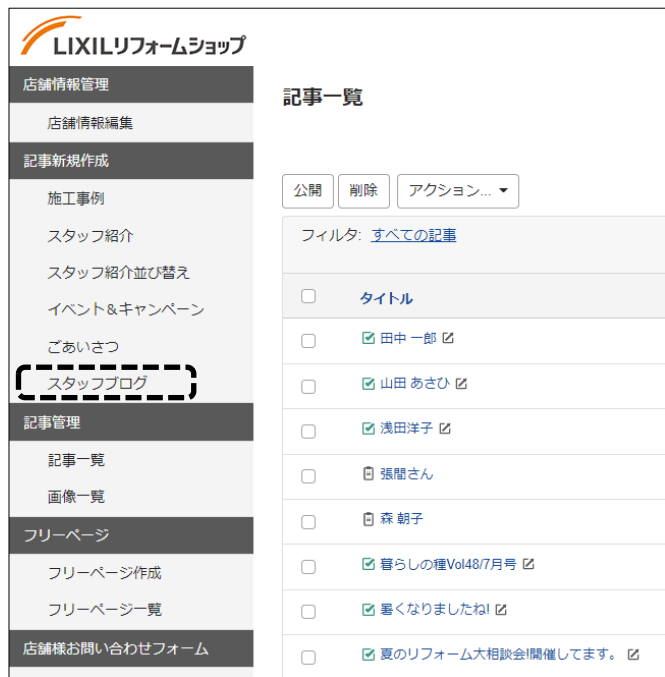 LIXILリフォームショップ
店舗情報管理
店舗情報編集
記事新規作成
施工事例
スタッフ紹介
スタッフ紹介並び替え
イベント&キャンペーン
ごあいさつ
スタッフブログ
記事管理
記事一覧
画像一覧
フリーページ
フリーページ作成
フリーページ一覧
店舗様お問い合わせフォーム
記事一覧
公開 削除 アクション...
フィルタ: すべての記事
タイトル
田中 一郎
山田 あさひ
浅田洋子
張間さん
森 朝子
暮らしの種Vol48/7月号
暑くなりましたね!
夏のリフォーム大相談会!開催してます。